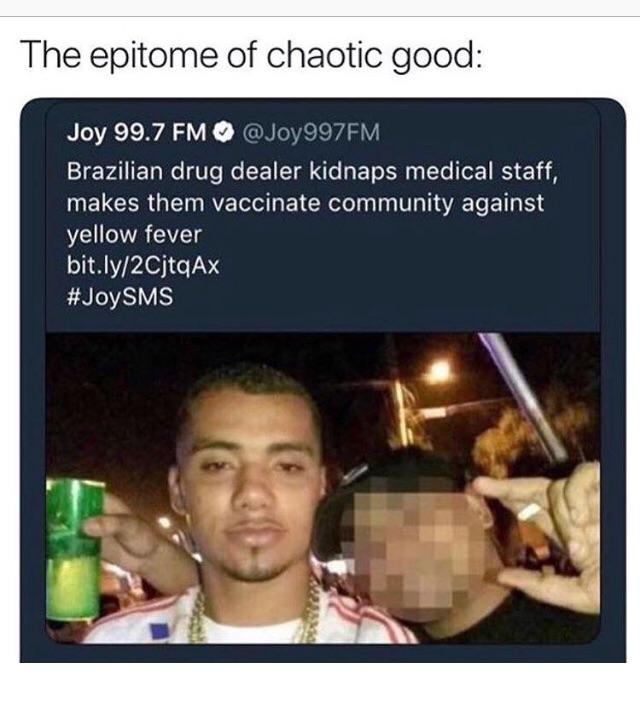 The epitome of chaotic good:
Joy 99.7 FM @Joy997FM
Brazilian drug dealer kidnaps medical staff,
makes them vaccinate community against
yellow fever
bit.ly/2CjtqAx
#JoySMS